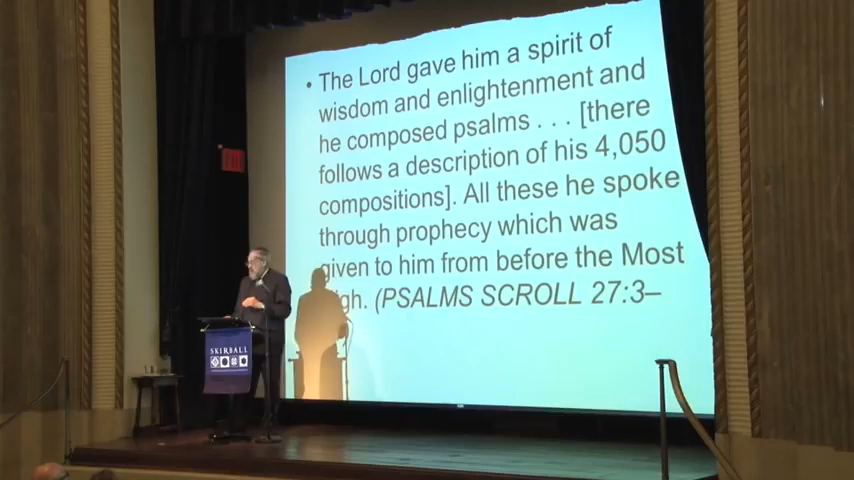 • The Lord gave him a spirit of
wisdom and enlightenment and
he composed psalms . . . [there
follows a description of his 4,050
compositions]. All these he spoke
through prophecy which was
given to him from before the Most
gh. (PSALMS SCROLL 27:3–
SKIRBALL